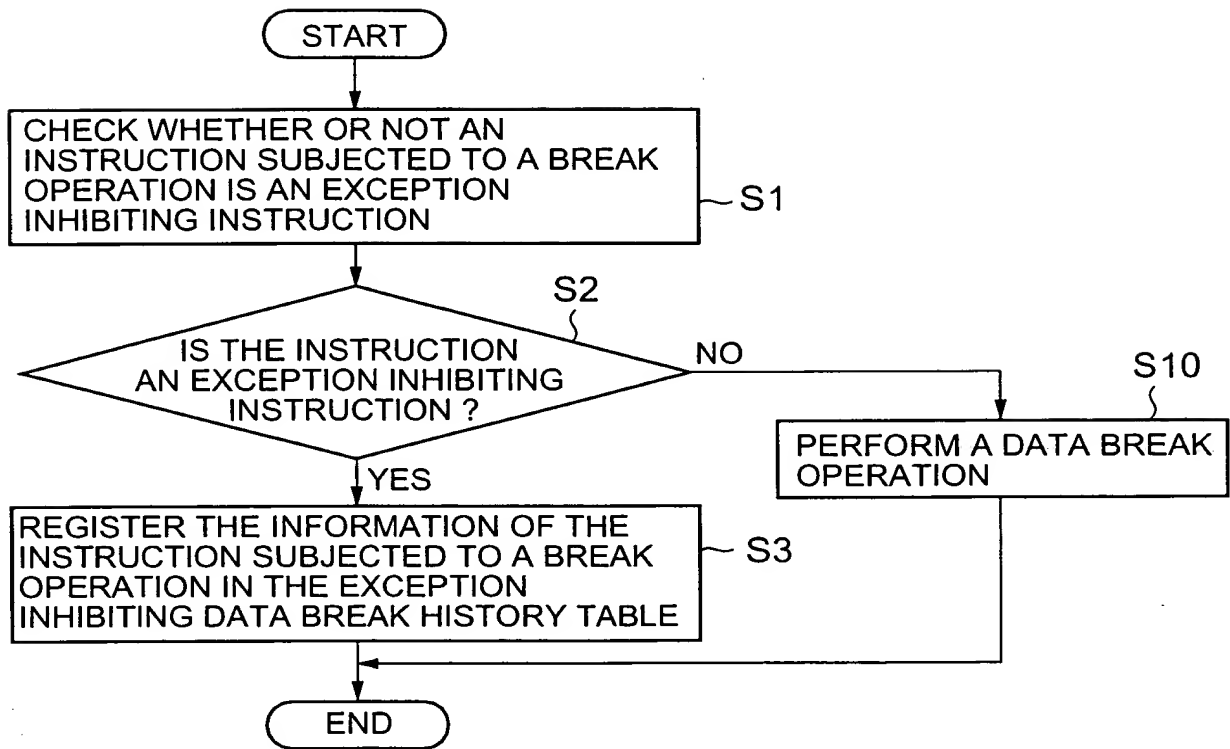 START
CHECK WHETHER OR NOT AN
INSTRUCTION SUBJECTED TO A BREAK
OPERATION IS AN EXCEPTION
INHIBITING INSTRUCTION
S1
S2
IS THE INSTRUCTION
AN EXCEPTION INHIBITING
INSTRUCTION ?
NO
S10
PERFORM A DATA BREAK
OPERATION
YES
REGISTER THE INFORMATION OF THE
INSTRUCTION SUBJECTED TO A BREAK
OPERATION IN THE EXCEPTION
INHIBITING DATA BREAK HISTORY TABLE
S3
END